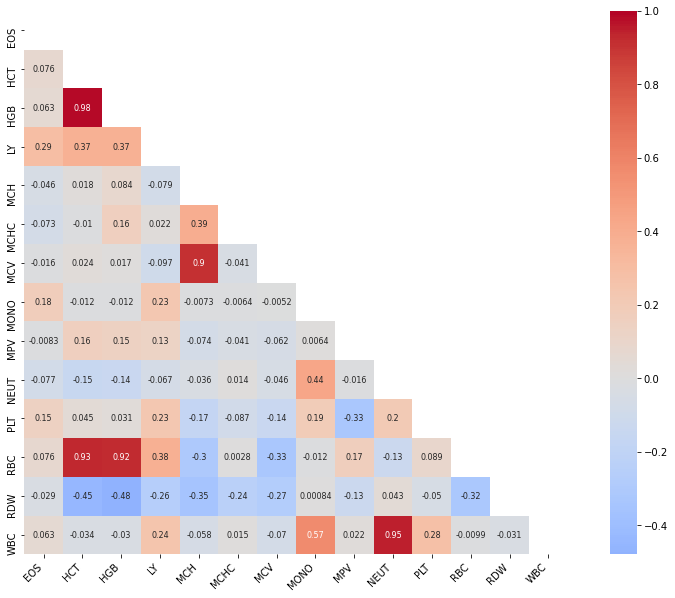 EOS
HCT 0.076
HGB 0.063 0.98
LY 0.29 0.37 0.37
MCH -0.046 0.018 0.084 -0.079
MCHC -0.073 -0.01 0.16 0.022 0.39
MCV -0.016 0.024 0.017 -0.097 0.9 -0.041
MONO 0.18 -0.012 -0.012 0.23 -0.0073 -0.0064 -0.0052
MPV -0.0083 0.16 0.15 0.13 -0.074 -0.041 -0.062 0.0064
NEUT -0.077 -0.15 -0.14 -0.067 -0.036 0.014 -0.046 0.44 -0.016
PLT 0.15 0.045 0.031 0.23 -0.17 -0.087 -0.14 0.19 -0.33 0.2
RBC 0.076 0.93 0.92 0.38 -0.3 0.0028 -0.33 -0.012 0.17 -0.13 0.089
RDW -0.029 -0.45 -0.48 -0.26 -0.35 -0.24 -0.27 0.00084 -0.13 0.043 -0.05 -0.32
WBC 0.063 -0.034 -0.03 0.24 -0.058 0.015 -0.07 0.57 0.022 0.95 0.28 -0.0099 -0.031
EOS HCT HGB LY MCH MCHC MCV MONO MPV NEUT PLT RBC RDW WBC
1.0
0.8
0.6
0.4
0.2
0.0
−0.2
−0.4